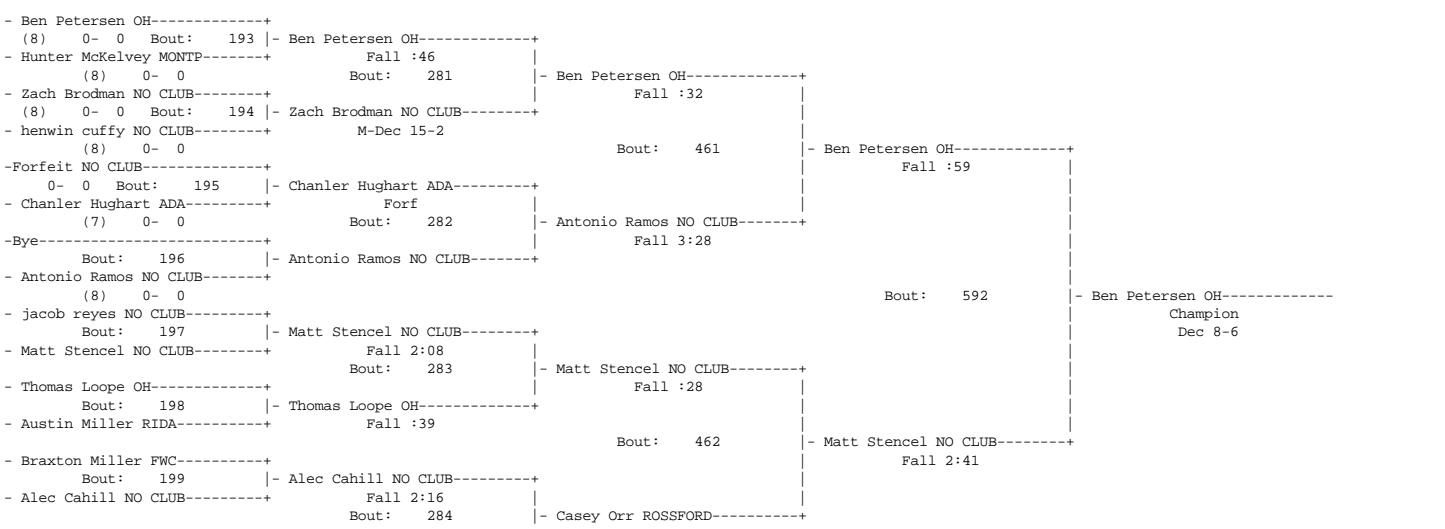 - Ben Petersen OH-------------+
(8) 0- 0 Bout: 193 |- Ben Petersen OH-------------+
- Hunter McKelvey MONTP-------+ Fall :46 |
(8) 0- 0 Bout: 281 |- Ben Petersen OH-------------+
- Zach Brodman NO CLUB--------+ | Fall :32 |
(8) 0- 0 Bout: 194 |- Zach Brodman NO CLUB--------+ |
- henwin cuffy NO CLUB--------+ M-Dec 15-2 |
(8) 0- 0 Bout: 461 |- Ben Petersen OH-------------+
-Forfeit NO CLUB--------------+ | Fall :59 |
0- 0 Bout: 195 |- Chanler Hughart ADA---------+ | |
- Chanler Hughart ADA---------+ Forf | | |
(7) 0- 0 Bout: 282 |- Antonio Ramos NO CLUB-------+ |
-Bye--------------------------+ | Fall 3:28 |
Bout: 196 |- Antonio Ramos NO CLUB-------+ |
- Antonio Ramos NO CLUB-------+ |
(8) 0- 0 Bout: 592 |- Ben Petersen OH-------------
- jacob reyes NO CLUB---------+ | Champion
Bout: 197 |- Matt Stencel NO CLUB--------+ | Dec 8-6
- Matt Stencel NO CLUB--------+ Fall 2:08 | |
Bout: 283 |- Matt Stencel NO CLUB--------+ |
- Thomas Loope OH-------------+ | Fall :28 | |
Bout: 198 |- Thomas Loope OH-------------+ | |
- Austin Miller RIDA----------+ Fall :39 | |
Bout: 462 |- Matt Stencel NO CLUB--------+
- Braxton Miller FWC----------+ | Fall 2:41
Bout: 199 |- Alec Cahill NO CLUB---------+ |
- Alec Cahill NO CLUB---------+ Fall 2:16 | |
Bout: 284 |- Casey Orr ROSSFORD----------+